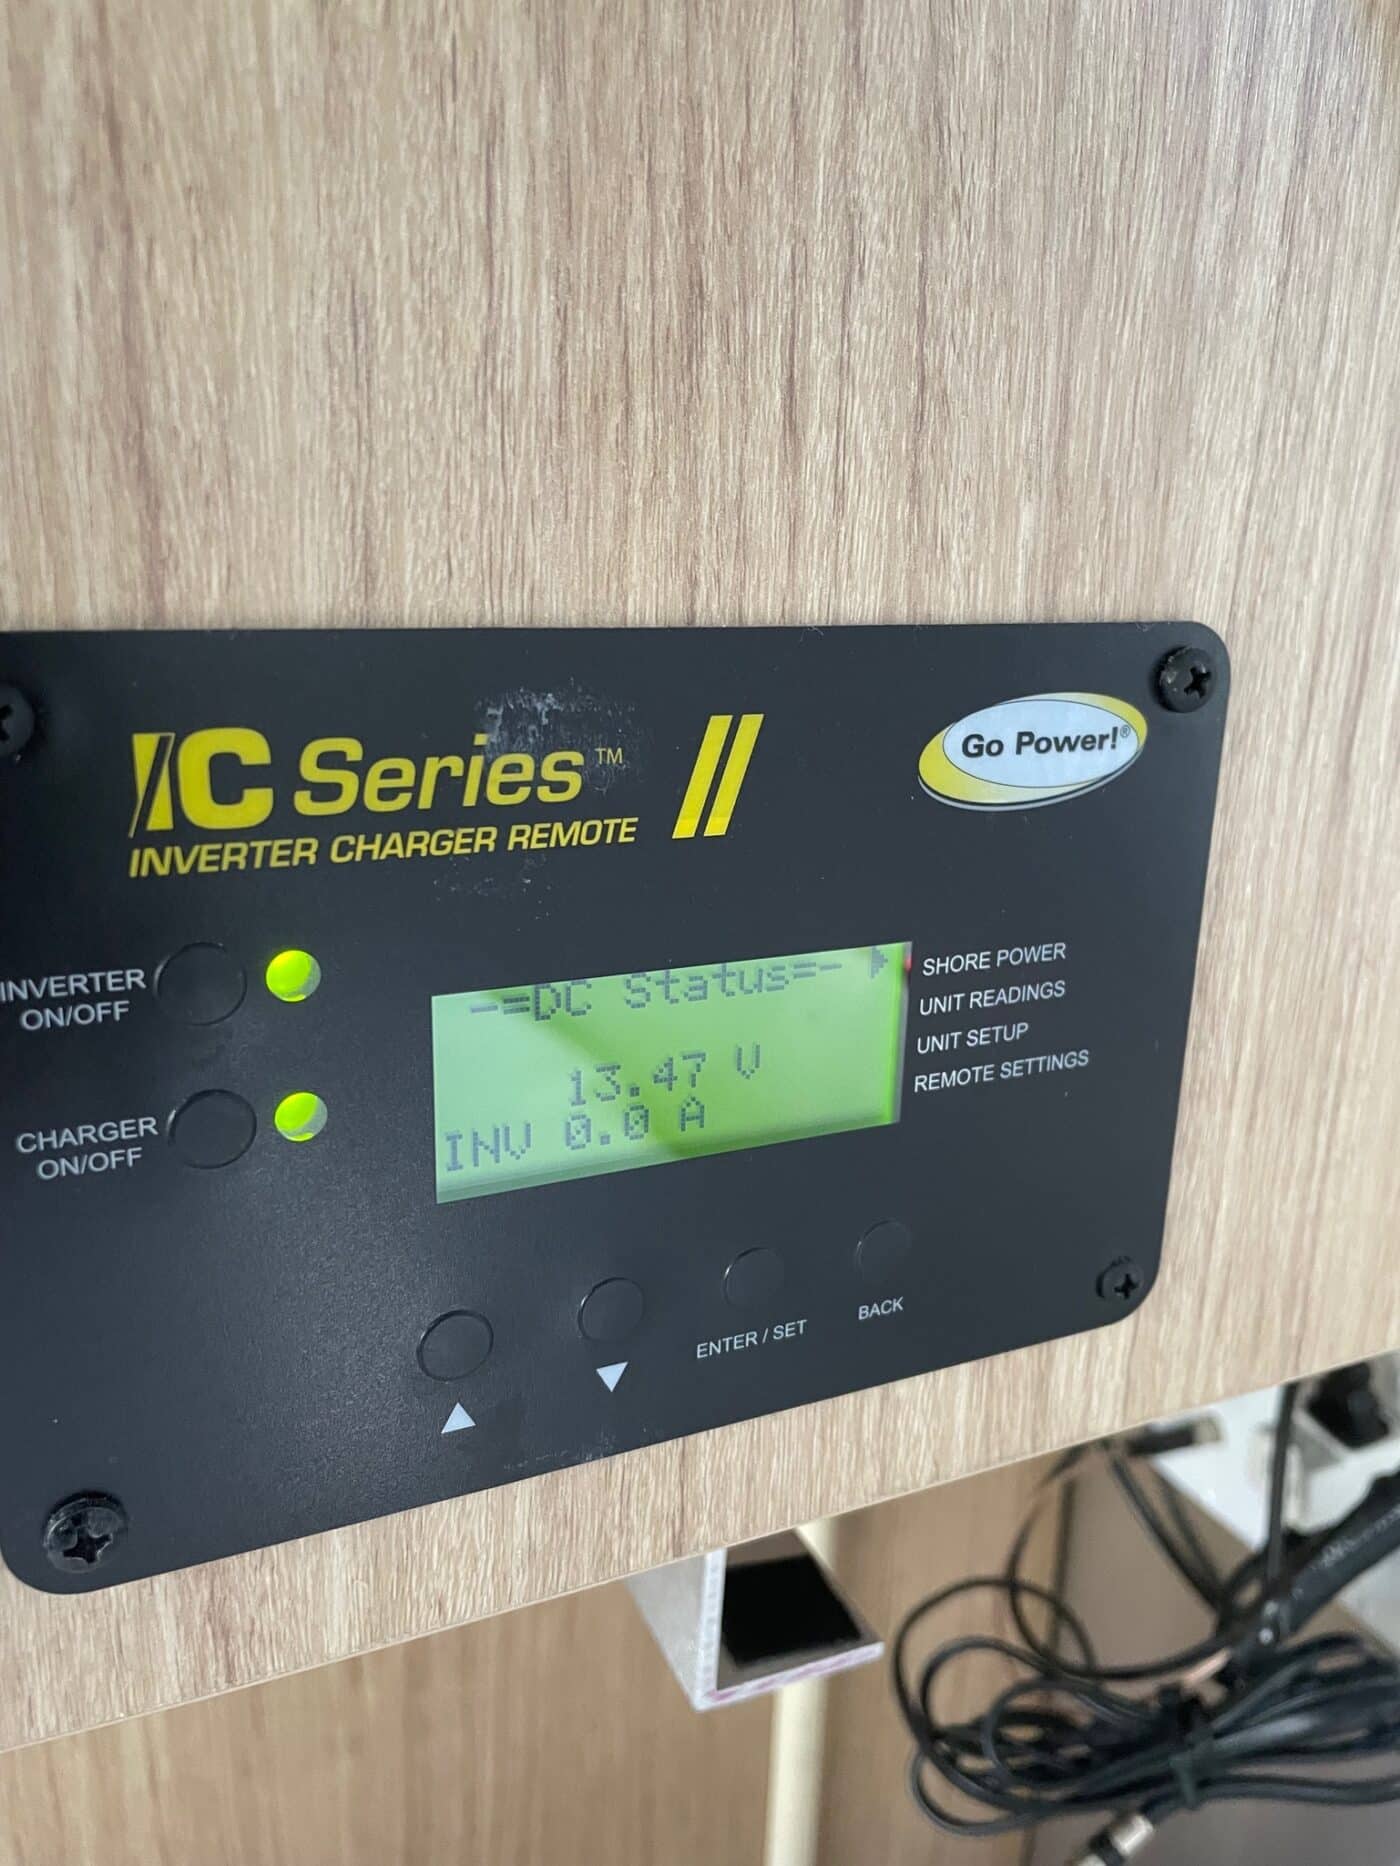 IC Series™
INVERTER CHARGER REMOTE
Go Power!®
INVERTER
ON/OFF
CHARGER
ON/OFF
-=DC Status=-
13.47 V
INV 0.0 A
SHORE POWER
UNIT READINGS
UNIT SETUP
REMOTE SETTINGS
ENTER / SET
BACK